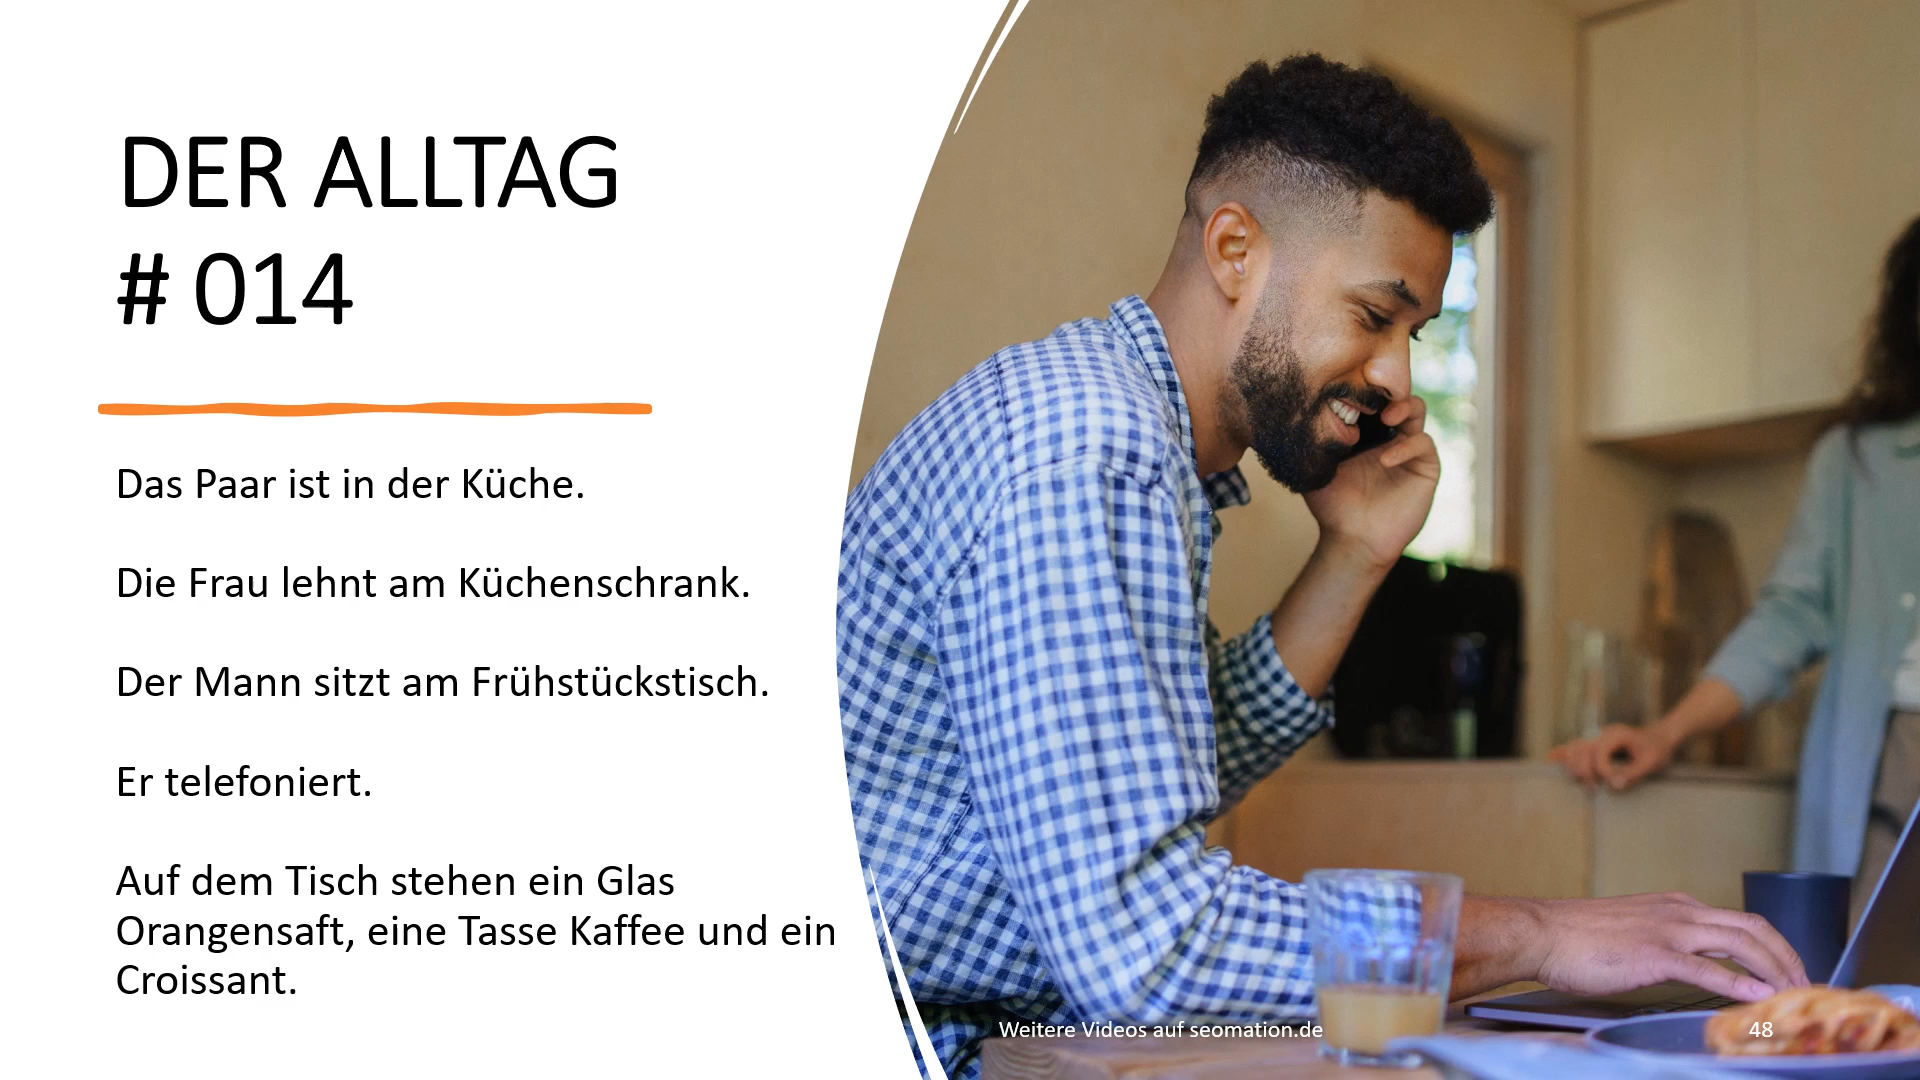 DER ALLTAG
# 014
Das Paar ist in der Küche.
Die Frau lehnt am Küchenschrank.
Der Mann sitzt am Frühstückstisch.
Er telefoniert.
Auf dem Tisch stehen ein Glas
Orangensaft, eine Tasse Kaffee und ein
Croissant.
Weitere Videos auf seomation.de
48